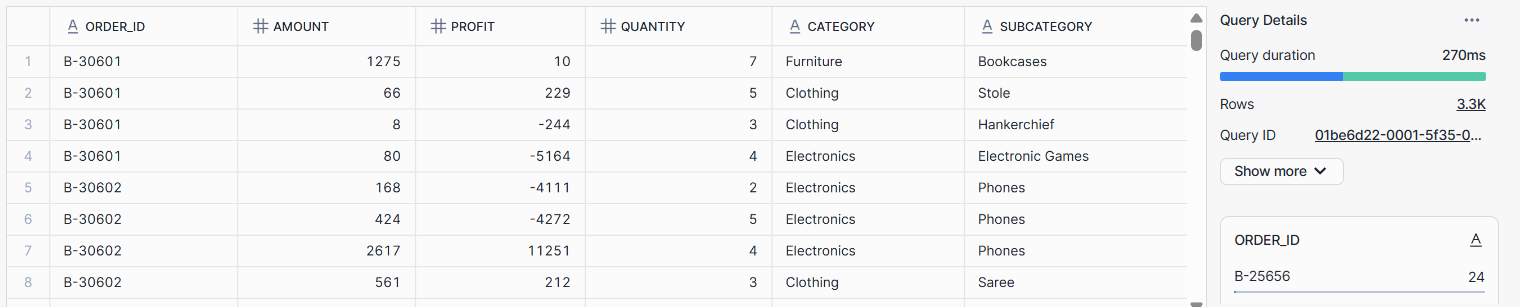 A ORDER_ID # AMOUNT # PROFIT # QUANTITY A CATEGORY A SUBCATEGORY
1 B-30601 1275 10 7 Furniture Bookcases
2 B-30601 66 229 5 Clothing Stole
3 B-30601 8 -244 3 Clothing Hankerchief
4 B-30601 80 -5164 4 Electronics Electronic Games
5 B-30602 168 -4111 2 Electronics Phones
6 B-30602 424 -4272 5 Electronics Phones
7 B-30602 2617 11251 4 Electronics Phones
8 B-30602 561 212 3 Clothing Saree
Query Details ...
Query duration 270ms
Rows 3.3K
Query ID 01be6d22-0001-5f35-0...
Show more
ORDER_ID A
B-25656 24